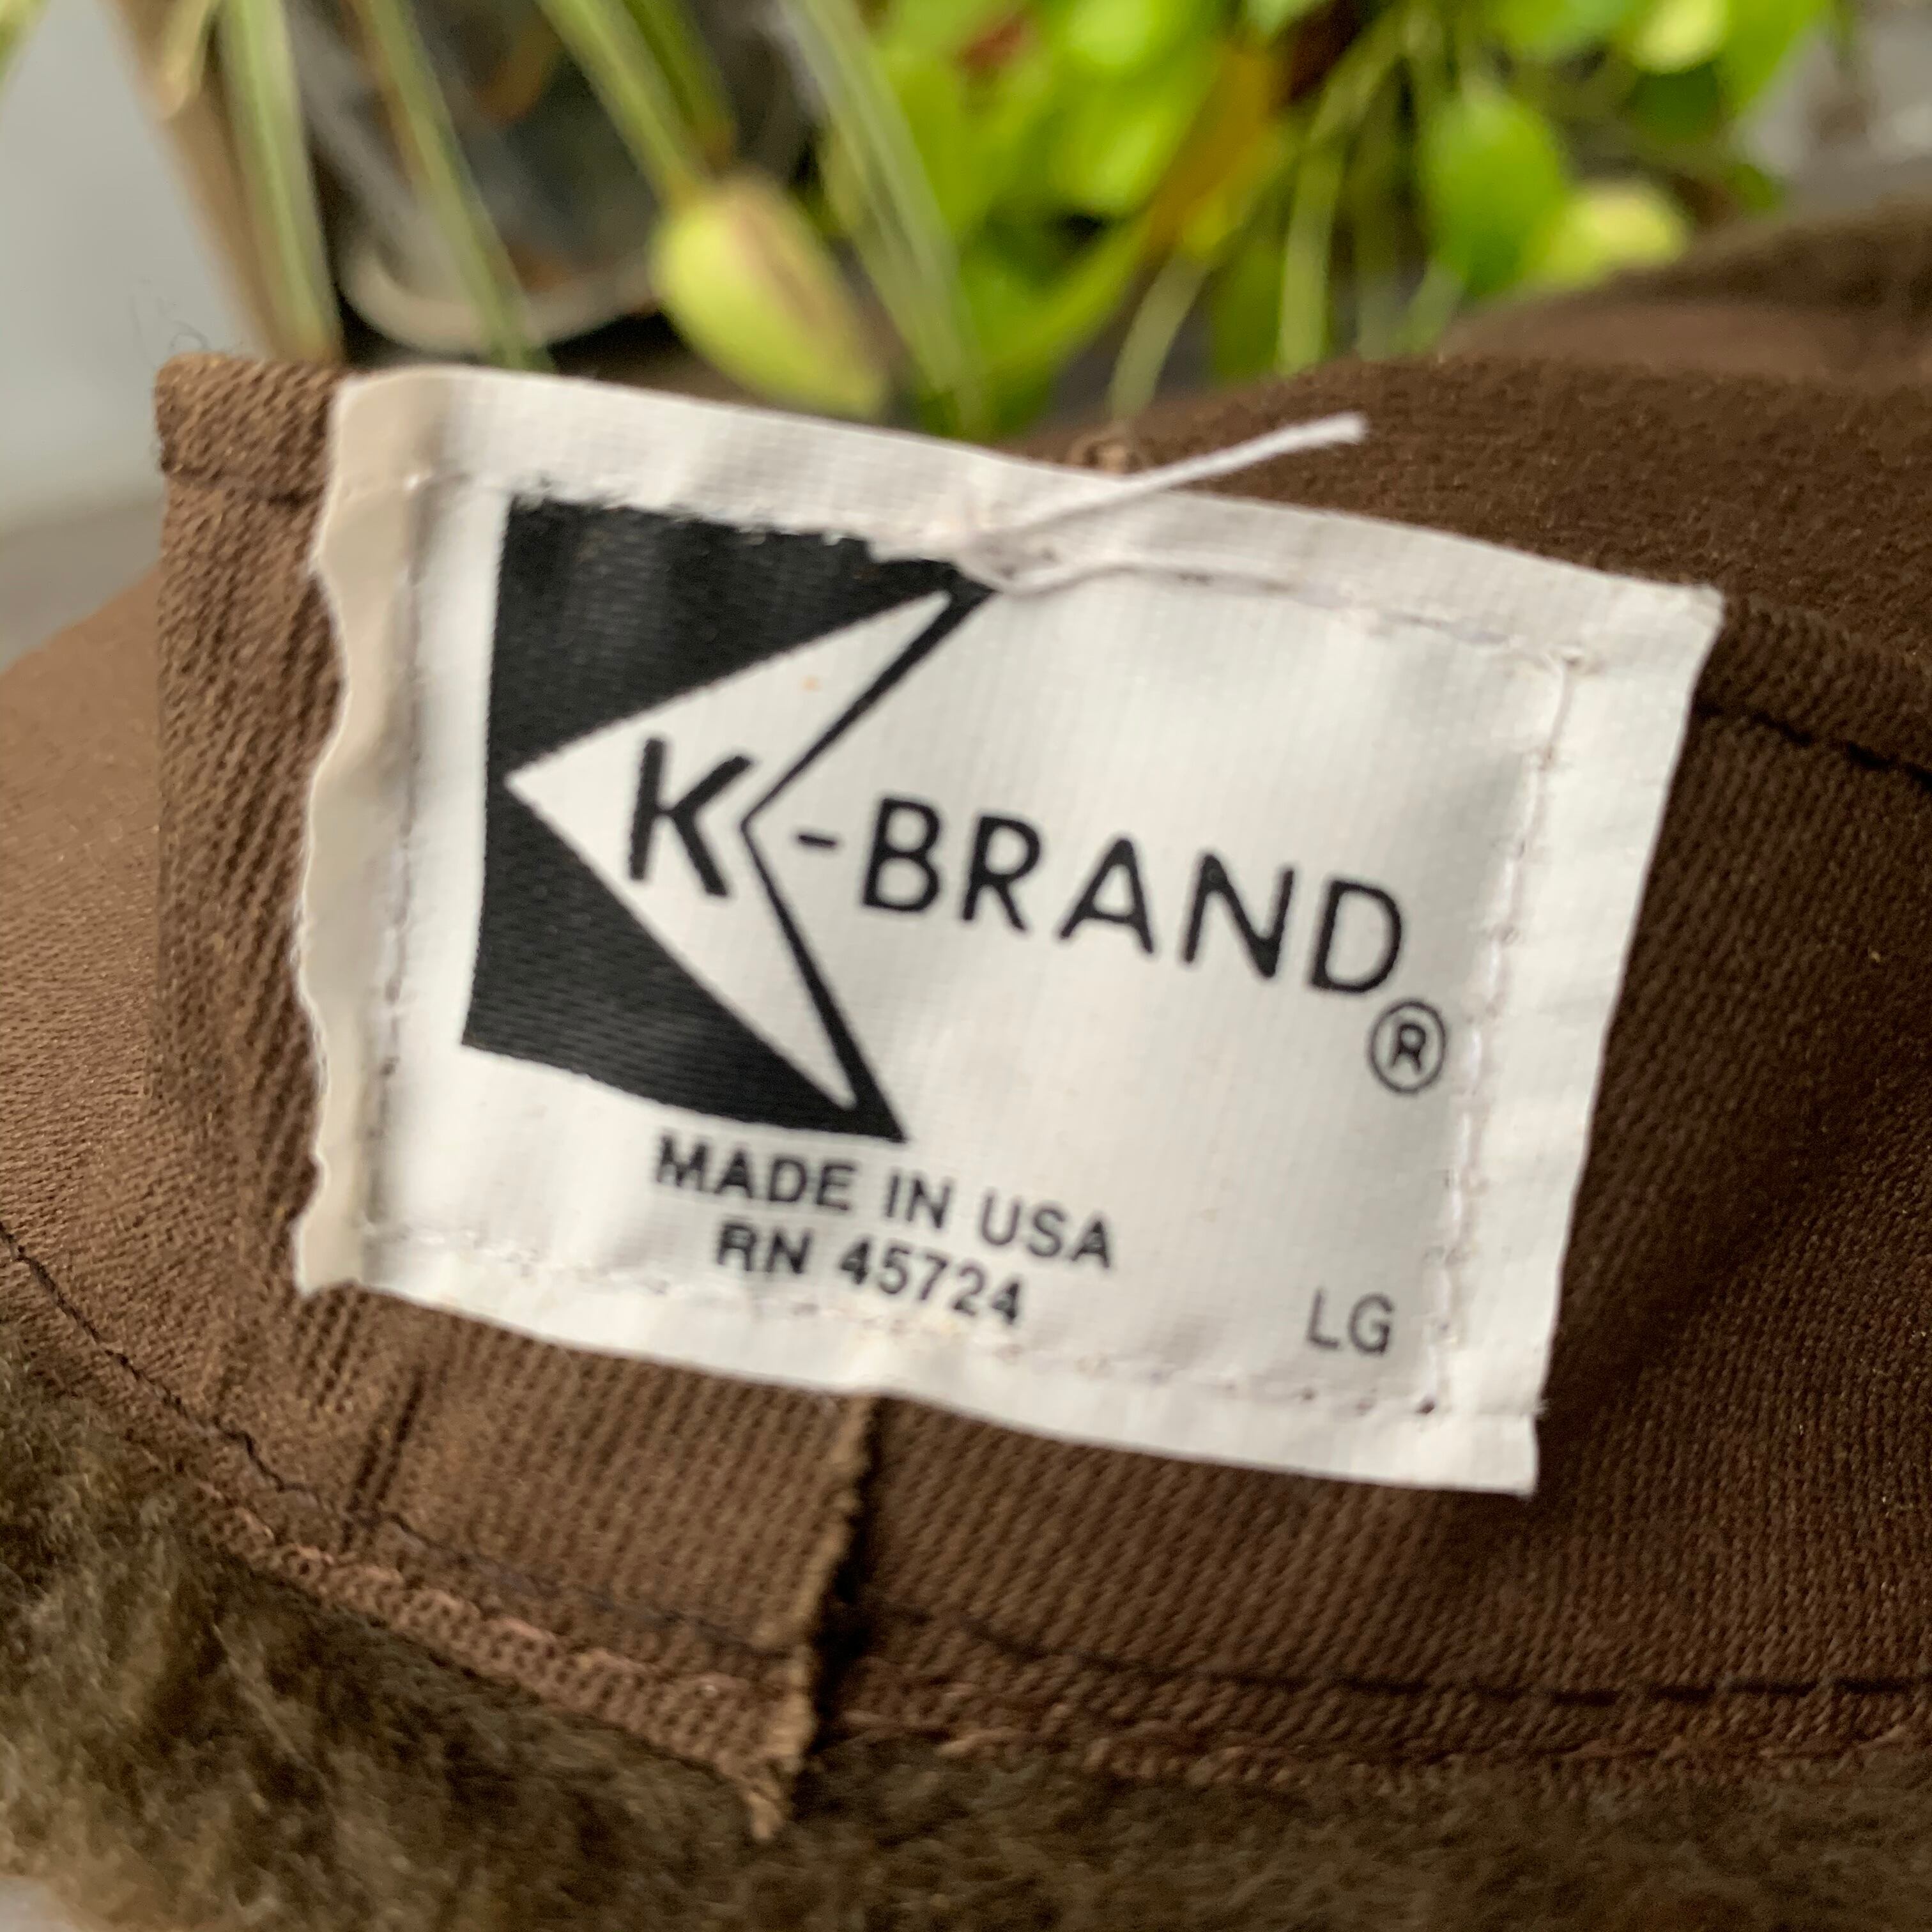 K-BRAND®
MADE IN USA
RN 45724
LG